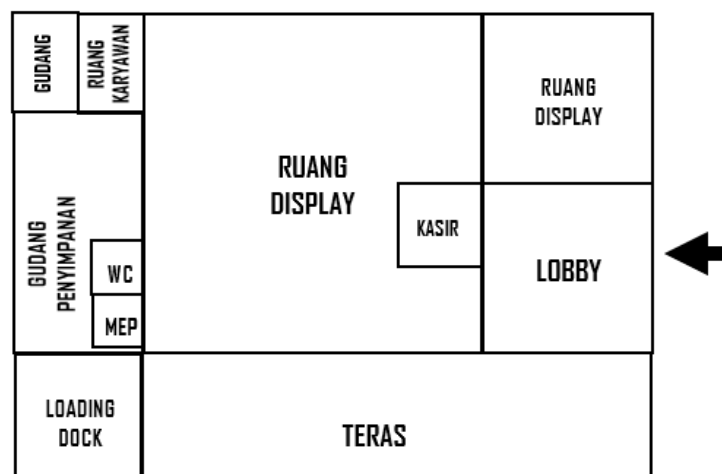 GUDANG
RUANG
KARYAWAN
RUANG
DISPLAY
RUANG
DISPLAY
KASIR
GUDANG
PENYIMPANAN
WC
LOBBY
MEP
LOADING
DOCK
TERAS